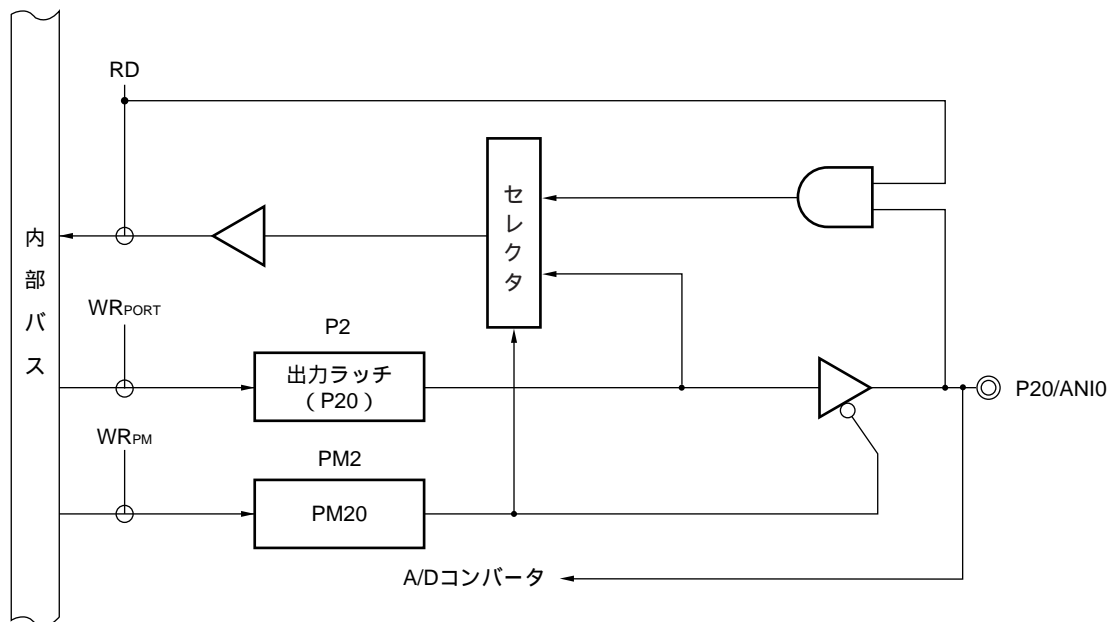 RD
セレクタ
内部バス
WRPORT
P2
出力ラッチ
( P20 )
P20/ANI0
WRPM
PM2
PM20
A/Dコンバータ